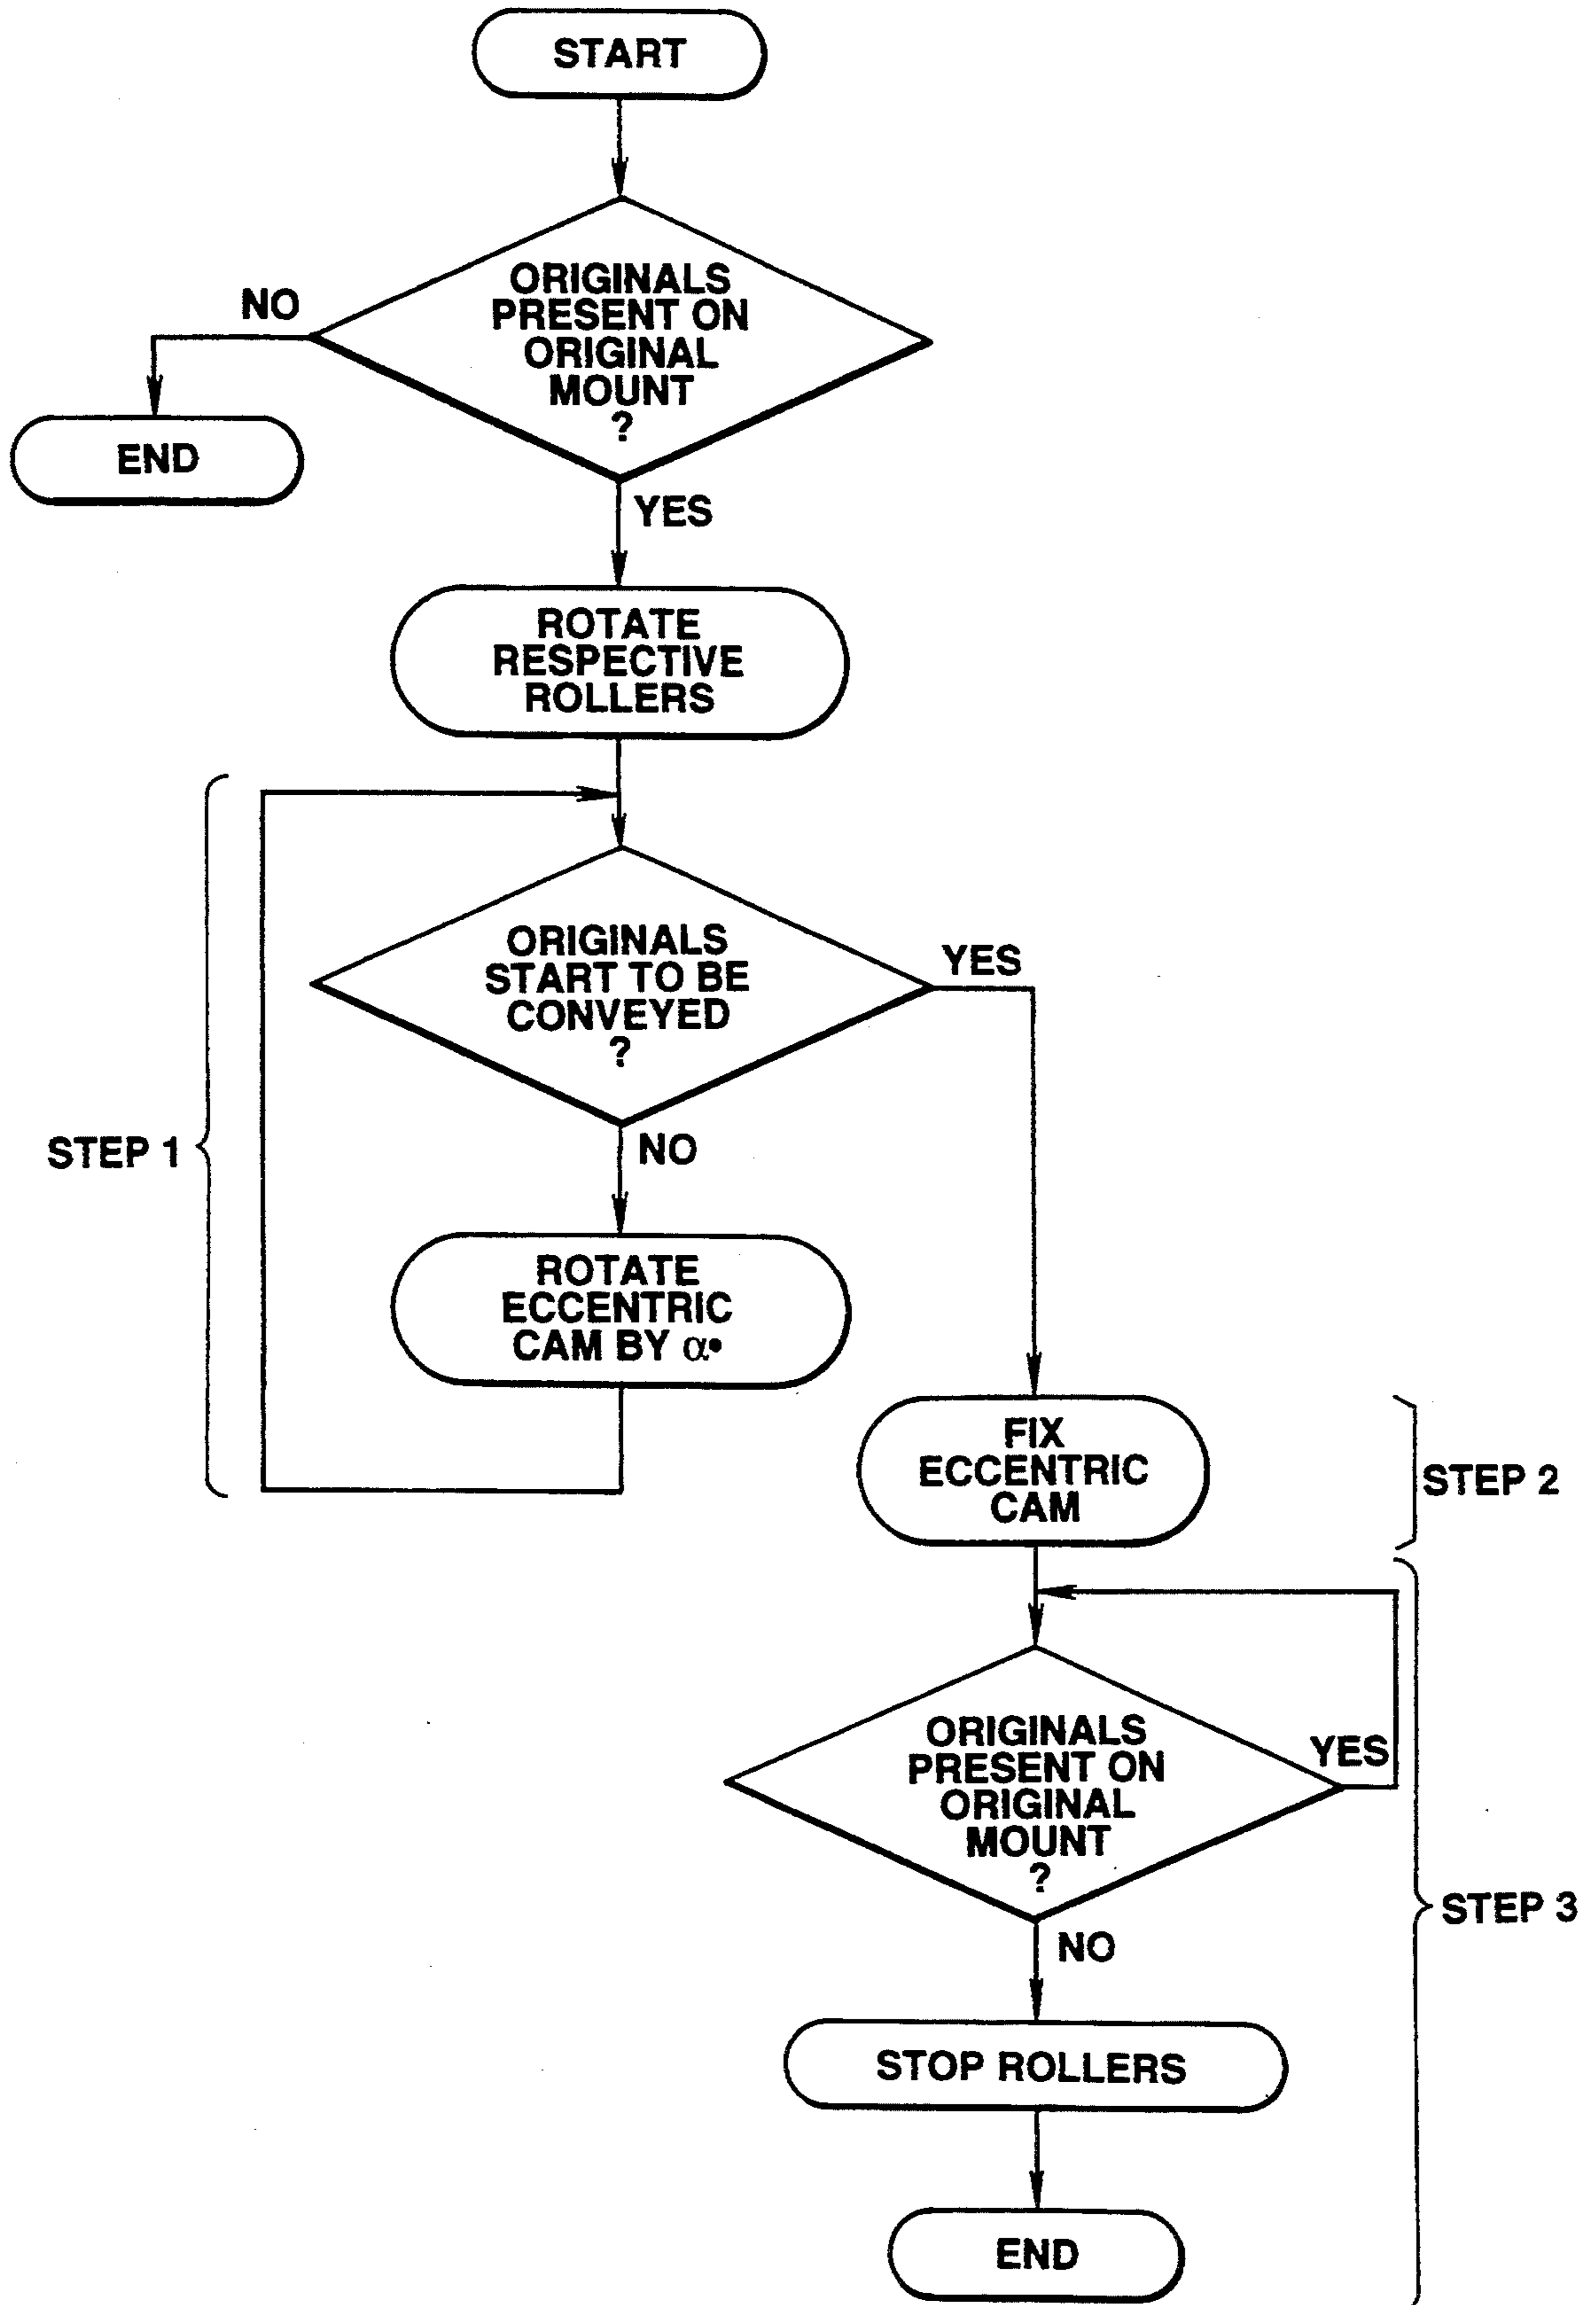 START
ORIGINALS
PRESENT ON
ORIGINAL
MOUNT
?
NO
END
YES
ROTATE
RESPECTIVE
ROLLERS
ORIGINALS
START TO BE
CONVEYED
?
YES
NO
STEP 1
ROTATE
ECCENTRIC
CAM BY α°
FIX
ECCENTRIC
CAM
STEP 2
ORIGINALS
PRESENT ON
ORIGINAL
MOUNT
?
YES
STEP 3
NO
STOP ROLLERS
END